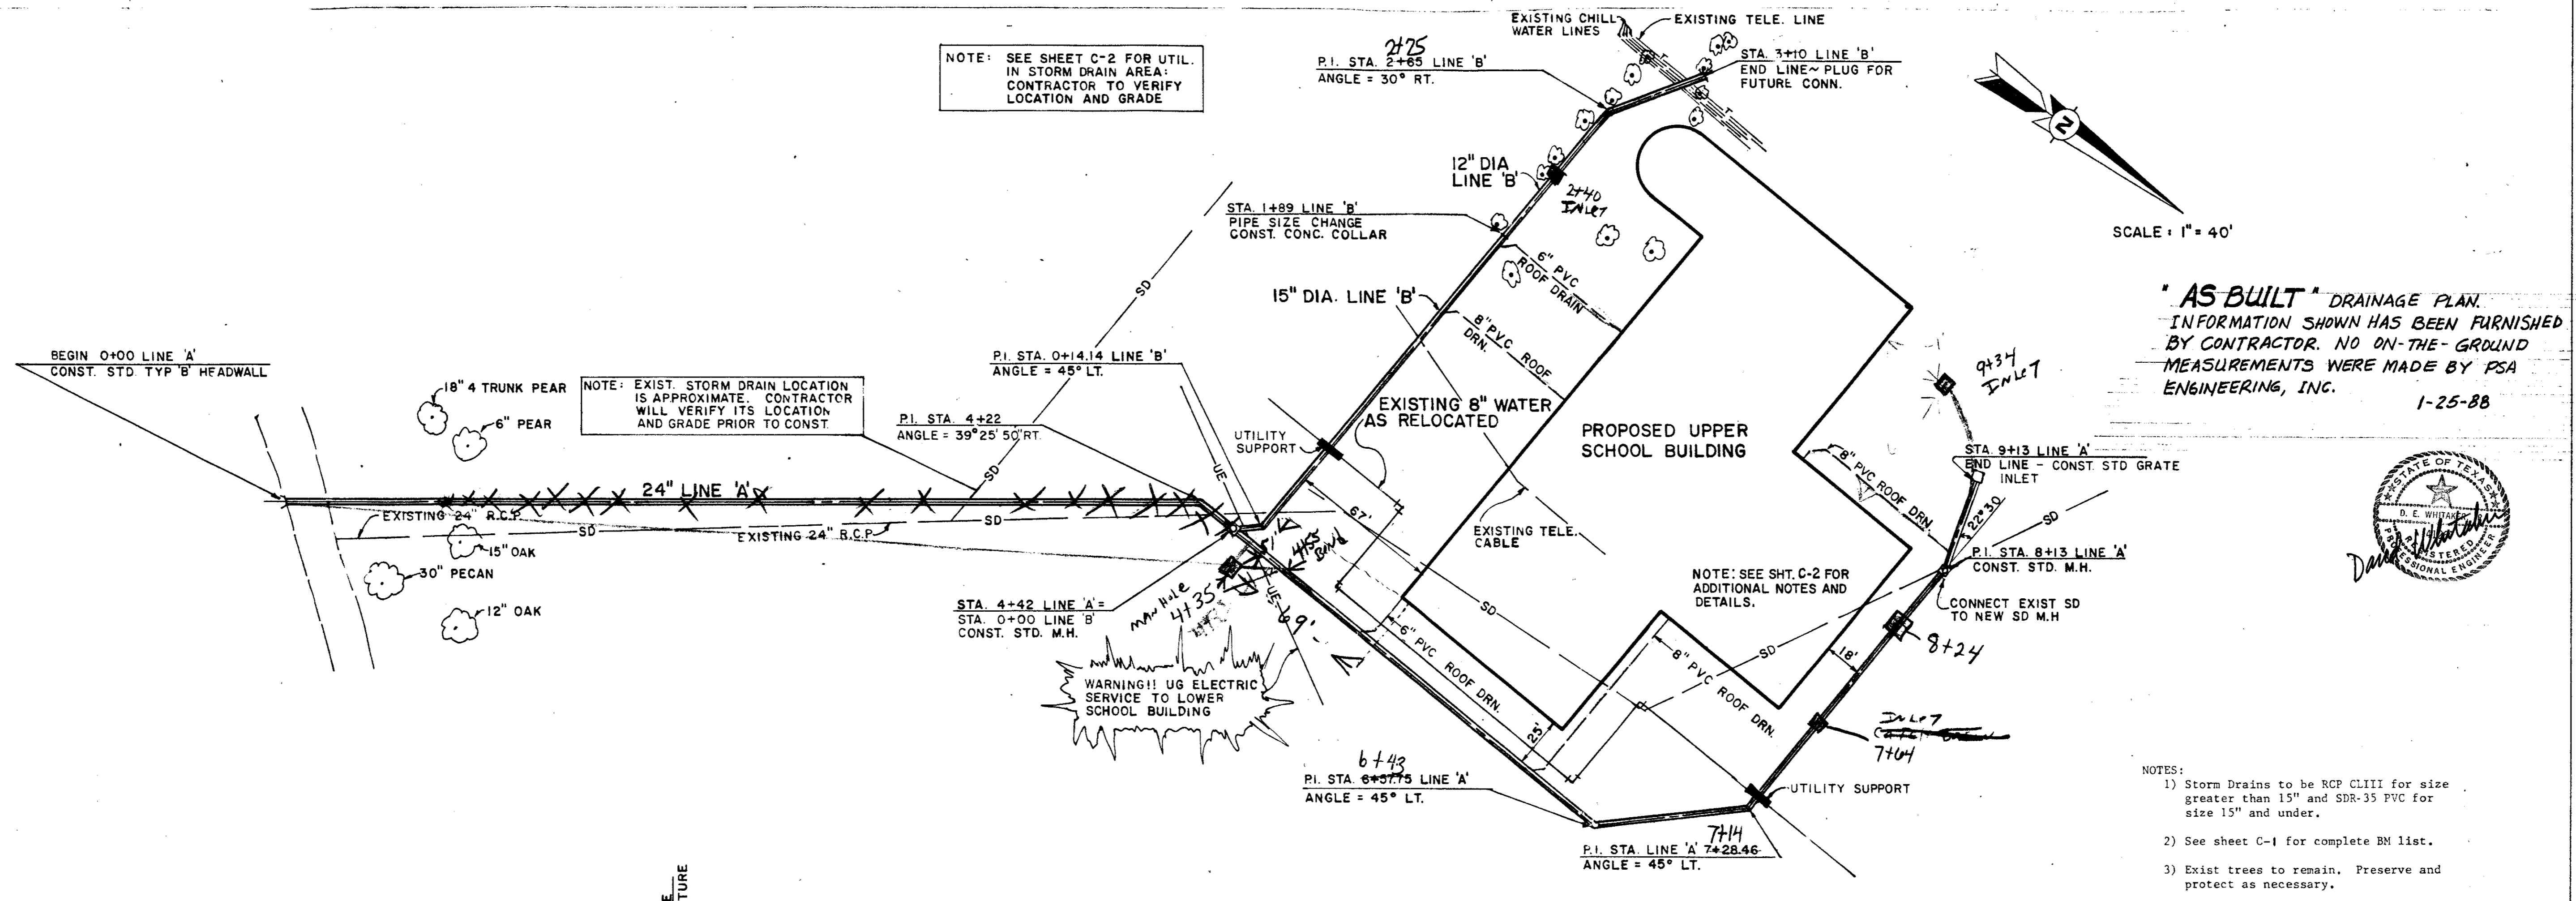 NOTE: SEE SHEET C-2 FOR UTIL.
IN STORM DRAIN AREA:
CONTRACTOR TO VERIFY
LOCATION AND GRADE
EXISTING CHILL
WATER LINES
EXISTING TELE. LINE
2+25
P.I. STA. 2+65 LINE 'B'
ANGLE = 30° RT.
STA. 3+10 LINE 'B'
END LINE~ PLUG FOR
FUTURE CONN.
N
SCALE : 1" = 40'
12" DIA
LINE 'B'
2+40
INLET
STA. 1+89 LINE 'B'
PIPE SIZE CHANGE
CONST. CONC. COLLAR
SD
6" PVC
ROOF DRAIN
15" DIA. LINE 'B'
8" PVC ROOF
DRN.
"AS BUILT" DRAINAGE PLAN.
INFORMATION SHOWN HAS BEEN FURNISHED
BY CONTRACTOR. NO ON-THE-GROUND
MEASUREMENTS WERE MADE BY PSA
ENGINEERING, INC.
1-25-88
BEGIN 0+00 LINE 'A'
CONST. STD. TYP 'B' HEADWALL
18" 4 TRUNK PEAR
6" PEAR
NOTE: EXIST. STORM DRAIN LOCATION
IS APPROXIMATE. CONTRACTOR
WILL VERIFY ITS LOCATION
AND GRADE PRIOR TO CONST.
P.I. STA. 0+14.14 LINE 'B'
ANGLE = 45° LT.
P.I. STA. 4+22
ANGLE = 39° 25' 50" RT.
UTILITY
SUPPORT
EXISTING 8" WATER
AS RELOCATED
PROPOSED UPPER
SCHOOL BUILDING
9+34
INLET
8" PVC ROOF DRN.
STA. 9+13 LINE 'A'
END LINE - CONST. STD GRATE
INLET
STATE OF TEXAS
D. E. WHITAKER
REGISTERED
PROFESSIONAL ENGINEER
24" LINE 'A'
SD
UE
EXISTING 24" R.C.P.
SD
EXISTING 24" R.C.P.
SD
15" OAK
30" PECAN
12" OAK
67'
EXISTING TELE.
CABLE
22° 30
SD
P.I. STA. 8+13 LINE 'A'
CONST. STD. M.H.
CONNECT EXIST SD
TO NEW SD M.H
NOTE: SEE SHT. C-2 FOR
ADDITIONAL NOTES AND
DETAILS.
4+55
Bend
STA. 4+42 LINE 'A' =
STA. 0+00 LINE 'B'
CONST. STD. M.H.
MAN HOLE
4+35
UE
69'
SD
SD
8+24
18'
WARNING!! UG ELECTRIC
SERVICE TO LOWER
SCHOOL BUILDING
6" PVC ROOF DRN.
8" PVC ROOF DRN.
25'
INLET
7+64
6+43
P.I. STA. 6+57.75 LINE 'A'
ANGLE = 45° LT.
UTILITY SUPPORT
7+14
P.I. STA. LINE 'A' 7+28.46
ANGLE = 45° LT.
NOTES:
1) Storm Drains to be RCP CLIII for size
greater than 15" and SDR-35 PVC for
size 15" and under.
2) See sheet C-1 for complete BM list.
3) Exist trees to remain. Preserve and
protect as necessary.